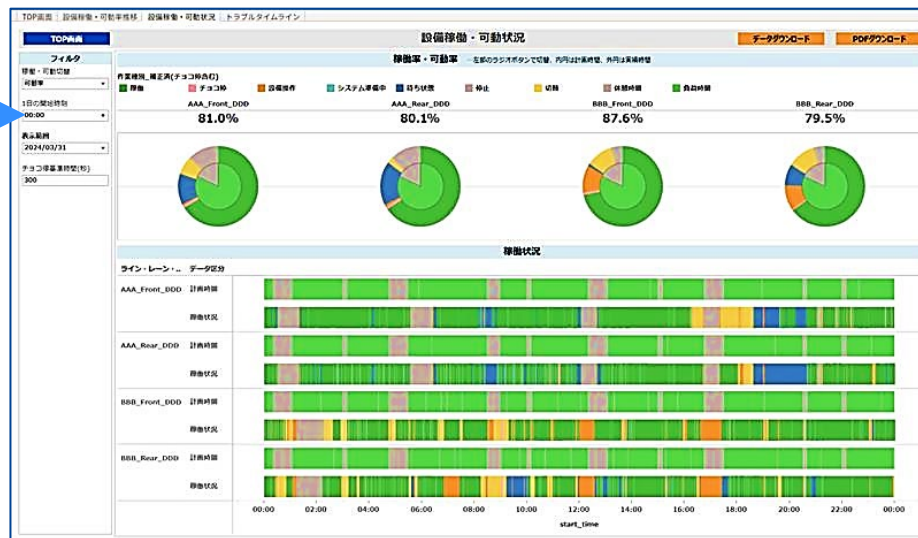 TOP画面 設備稼働・可動率推移 設備稼働・可動状況 トラブルタイムライン
TOP画面 設備稼働・可動状況 データダウンロード PDFダウンロード
フィルタ
稼働・可動切替
可動率
1日の開始時刻
00:00
表示範囲
2024/03/31
チョコ停基準時間(秒)
300
稼働率・可動率 ―左部のラジオボタンで切替、内円は計画時間、外円は実績時間
作業種別_補正済(チョコ停含む)
稼働 チョコ停 設備操作 システム準備中 待ち状態 停止 切替 休憩時間 負荷時間
AAA_Front_DDD AAA_Rear_DDD BBB_Front_DDD BBB_Rear_DDD
81.0% 80.1% 87.6% 79.5%
稼働状況
ライン・レーン・.. データ区分
AAA_Front_DDD 計画時間
稼働状況
AAA_Rear_DDD 計画時間
稼働状況
BBB_Front_DDD 計画時間
稼働状況
BBB_Rear_DDD 計画時間
稼働状況
00:00 02:00 04:00 06:00 08:00 10:00 12:00 14:00 16:00 18:00 20:00 22:00 00:00
start_time